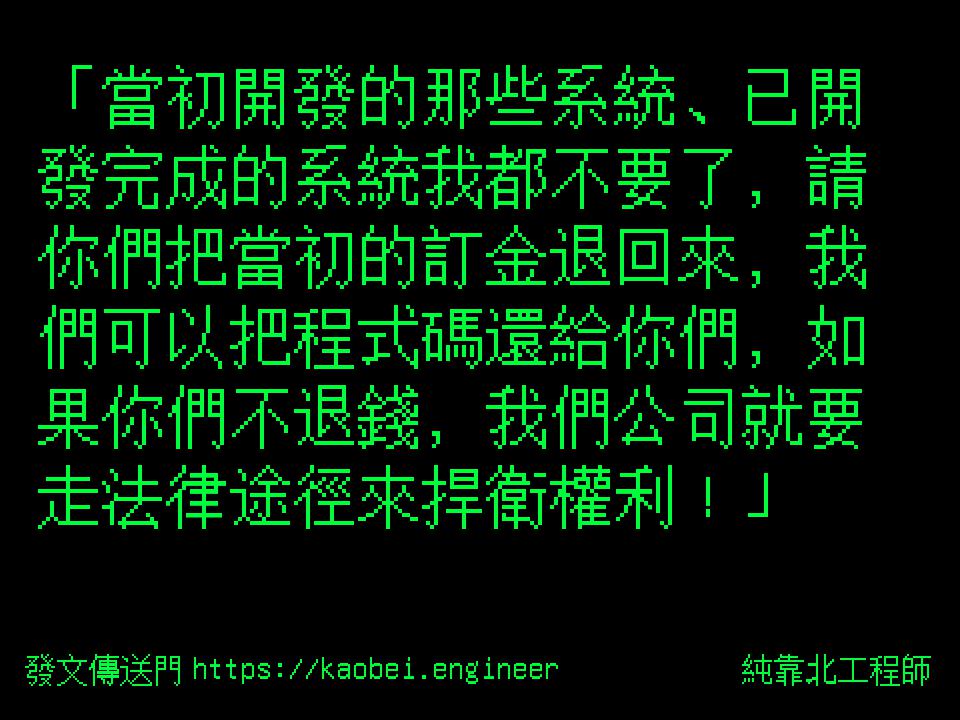 「當初開發的那些系統、已開
發完成的系統我都不要了，請
你們把當初的訂金退回來，我
們可以把程式碼還給你們，如
果你們不退錢，我們公司就要
走法律途徑來捍衛權利！」
發文傳送門 https://kaobei.engineer
純靠北工程師